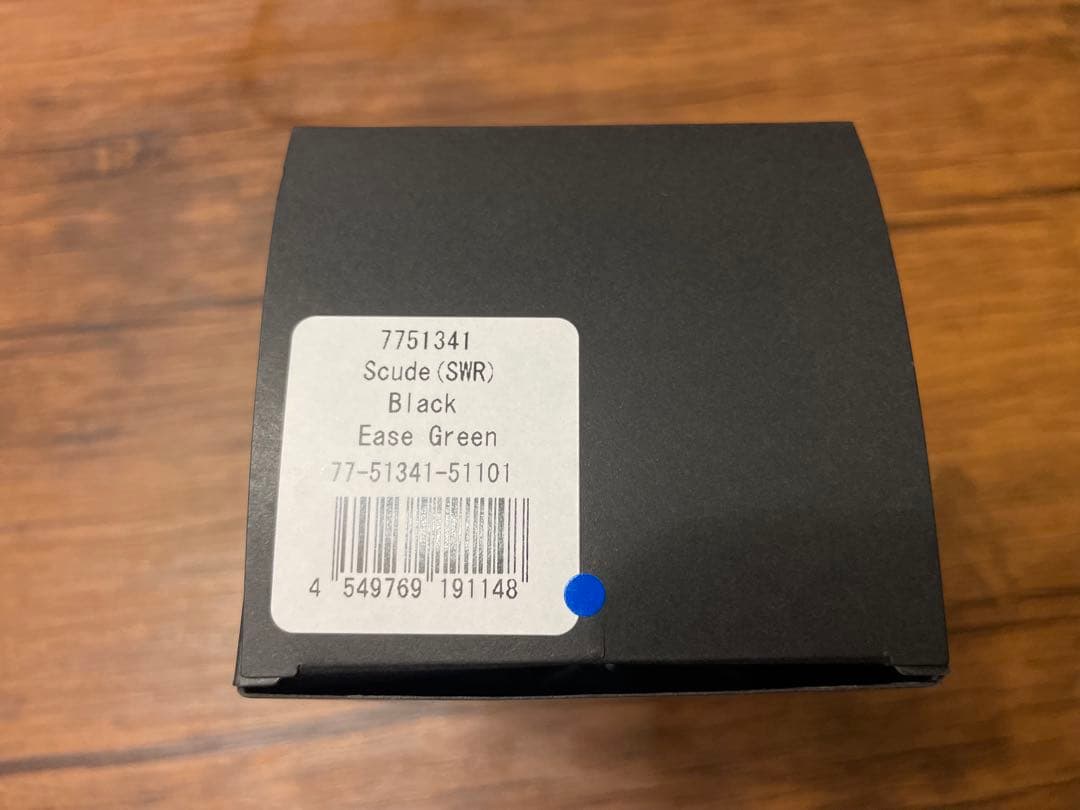 7751341
Scude(SWR)
Black
Ease Green
77-51341-51101
4 549769 191148